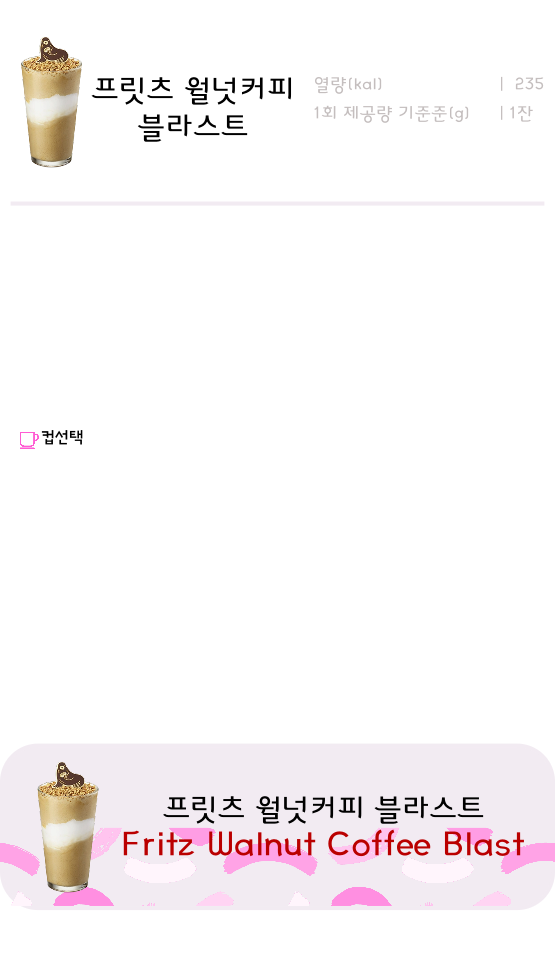 프릿츠 월넛커피
블라스트
열량(kal) | 235
1회 제공량 기준준(g) | 1잔
컵선택
프릿츠 월넛커피 블라스트
Fritz Walnut Coffee Blast